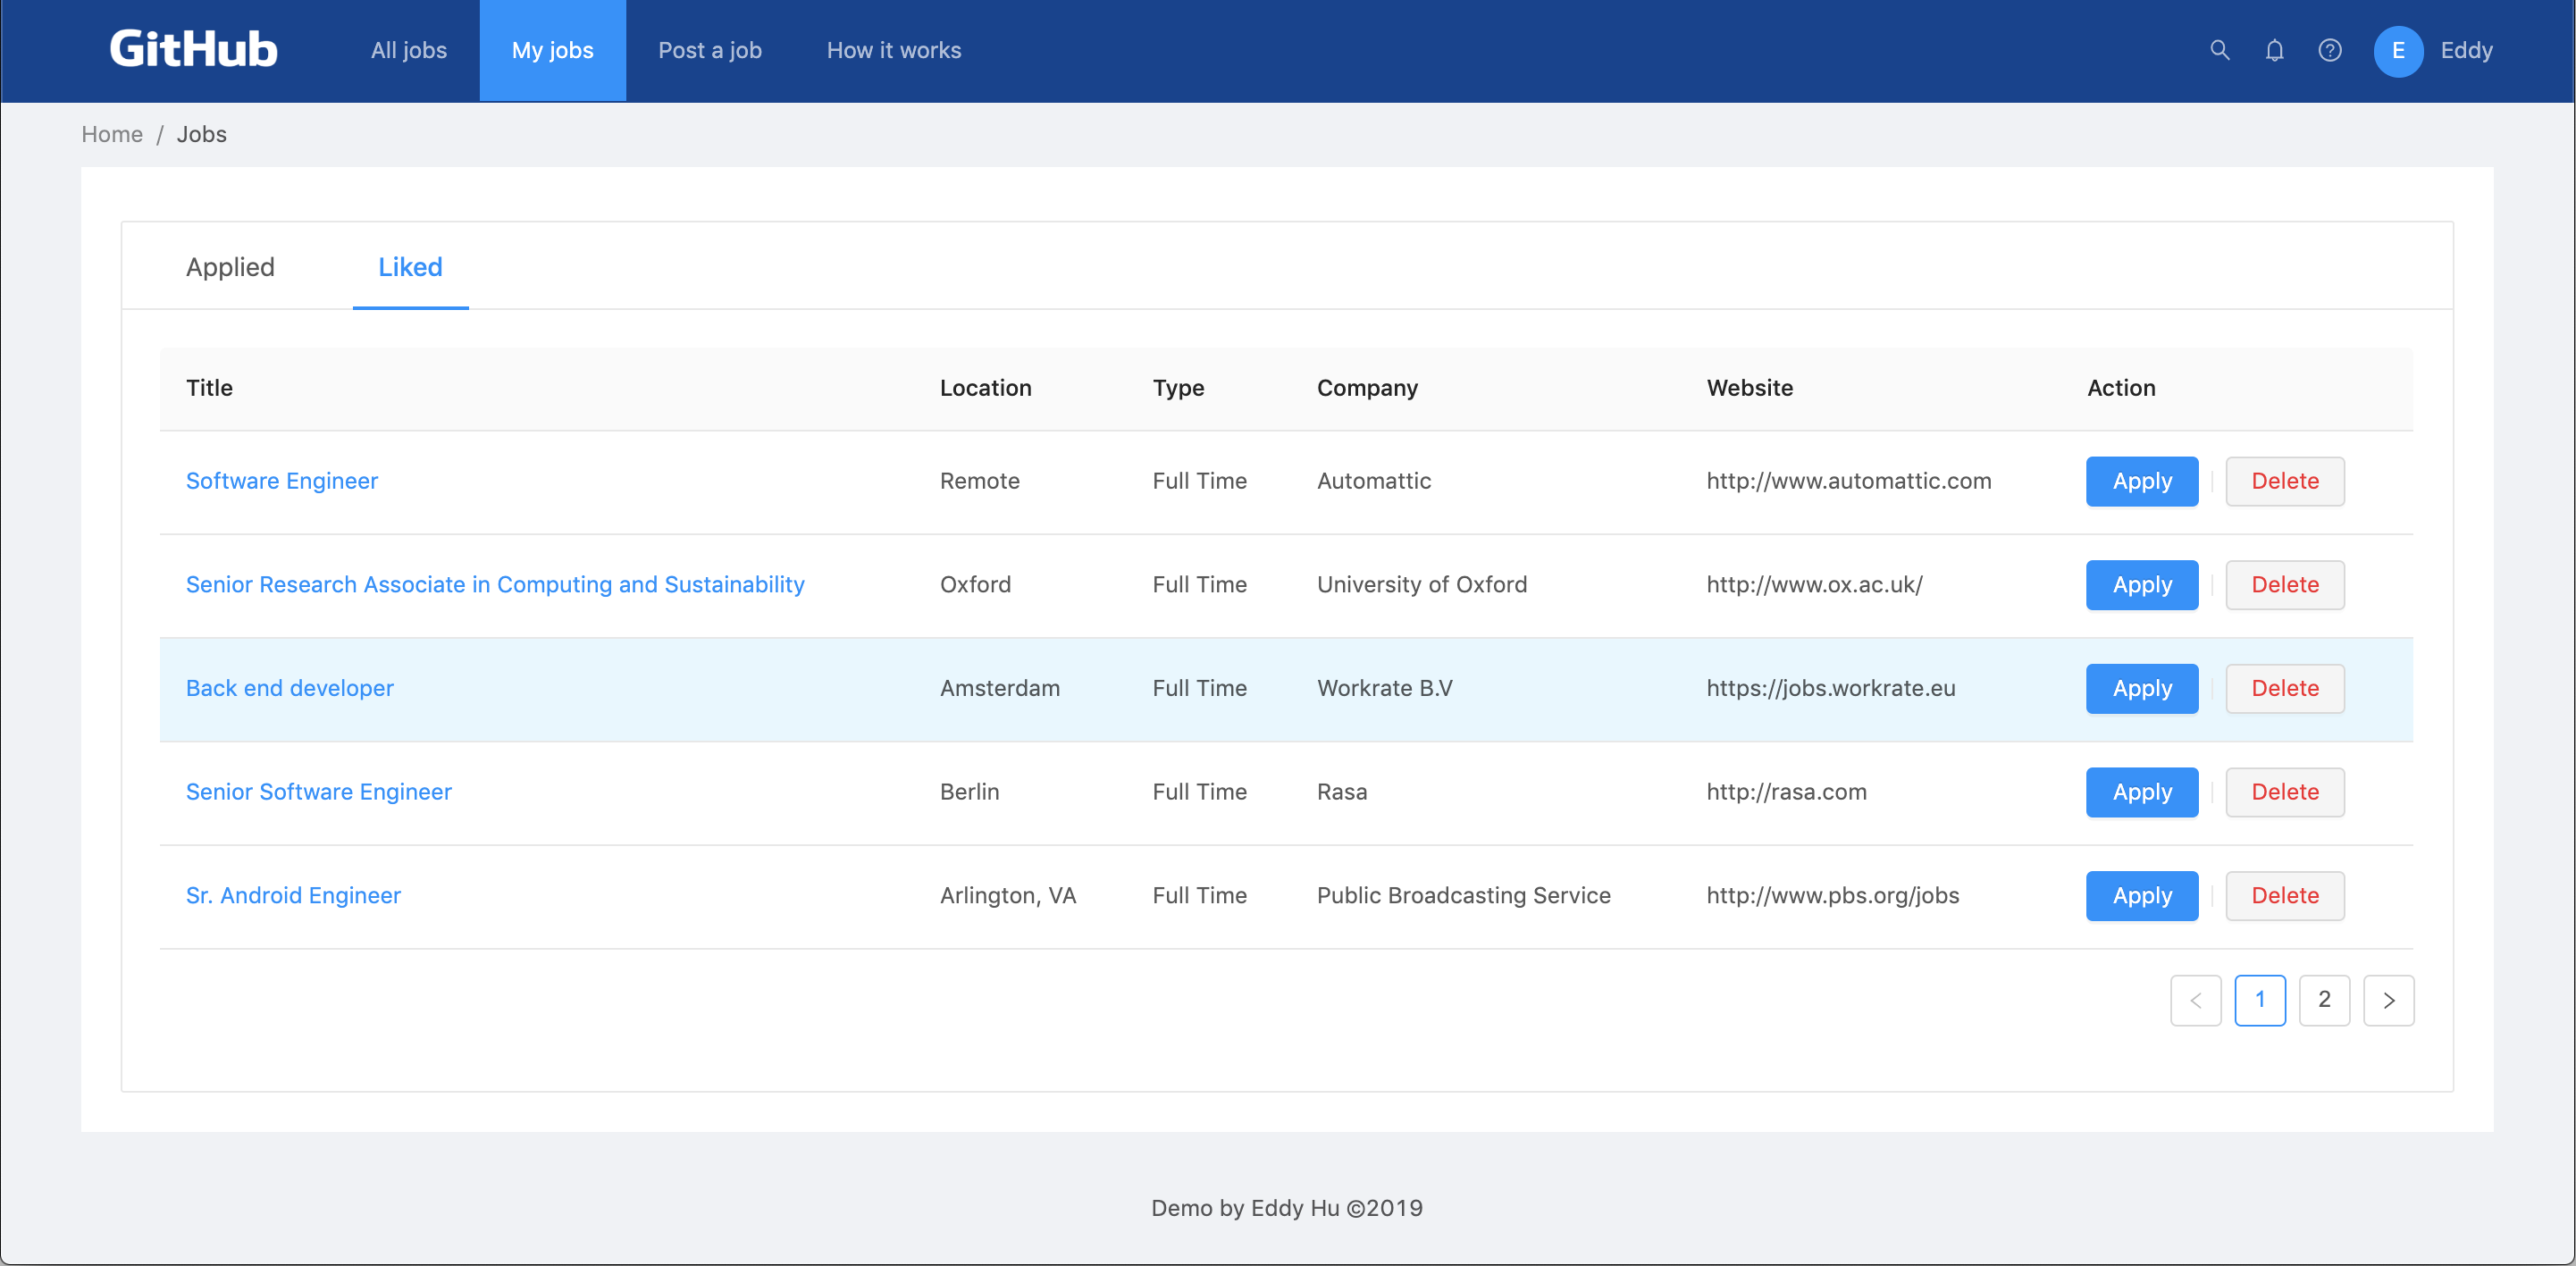 GitHub All jobs My jobs Post a job How it works E Eddy
Home / Jobs
Applied Liked
Title Location Type Company Website Action
Software Engineer Remote Full Time Automattic http://www.automattic.com Apply Delete
Senior Research Associate in Computing and Sustainability Oxford Full Time University of Oxford http://www.ox.ac.uk/ Apply Delete
Back end developer Amsterdam Full Time Workrate B.V https://jobs.workrate.eu Apply Delete
Senior Software Engineer Berlin Full Time Rasa http://rasa.com Apply Delete
Sr. Android Engineer Arlington, VA Full Time Public Broadcasting Service http://www.pbs.org/jobs Apply Delete
< 1 2 >
Demo by Eddy Hu ©2019